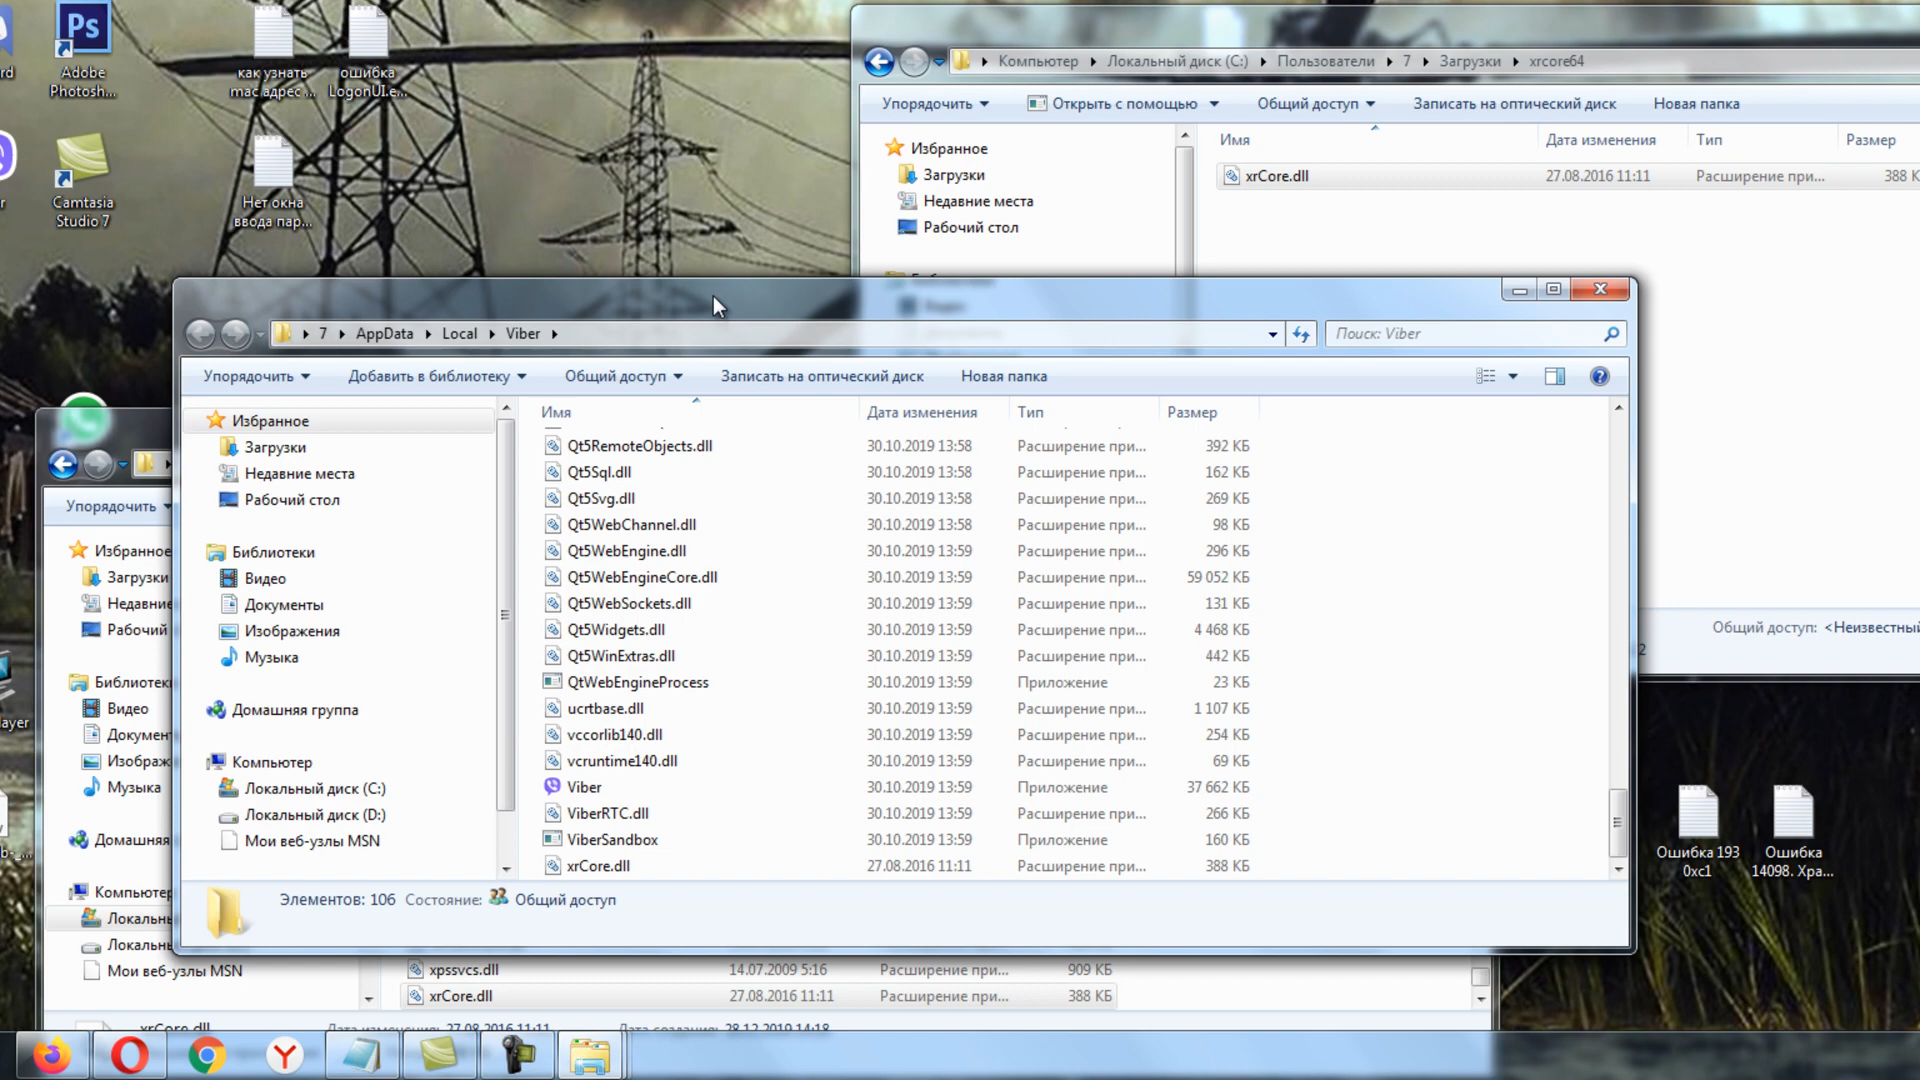 rd
Adobe
Photosh...
как узнать
mac адрес ...
ошибка
LogonUI.e...
r
Camtasia
Studio 7
Нет окна
ввода пар...
Компьютер
Локальный диск (C:)
Пользователи
7
Загрузки
xrcore64
Упорядочить
Открыть с помощью
Общий доступ
Записать на оптический диск
Новая папка
Избранное
Загрузки
Недавние места
Рабочий стол
Имя
Дата изменения
Тип
Размер
xrCore.dll
27.08.2016 11:11
Расширение при...
388 К
Общий доступ: <Неизвестный
2
7
AppData
Local
Viber
Поиск: Viber
Упорядочить
Добавить в библиотеку
Общий доступ
Записать на оптический диск
Новая папка
Избранное
Загрузки
Недавние места
Рабочий стол
Библиотеки
Видео
Документы
Изображения
Музыка
Домашняя группа
Компьютер
Локальный диск (C:)
Локальный диск (D:)
Мои веб-узлы MSN
Имя Дата изменения Тип Размер
Qt5RemoteObjects.dll 30.10.2019 13:58 Расширение при... 392 КБ
Qt5Sql.dll 30.10.2019 13:58 Расширение при... 162 КБ
Qt5Svg.dll 30.10.2019 13:58 Расширение при... 269 КБ
Qt5WebChannel.dll 30.10.2019 13:58 Расширение при... 98 КБ
Qt5WebEngine.dll 30.10.2019 13:59 Расширение при... 296 КБ
Qt5WebEngineCore.dll 30.10.2019 13:59 Расширение при... 59 052 КБ
Qt5WebSockets.dll 30.10.2019 13:59 Расширение при... 131 КБ
Qt5Widgets.dll 30.10.2019 13:59 Расширение при... 4 468 КБ
Qt5WinExtras.dll 30.10.2019 13:59 Расширение при... 442 КБ
QtWebEngineProcess 30.10.2019 13:59 Приложение 23 КБ
ucrtbase.dll 30.10.2019 13:59 Расширение при... 1 107 КБ
vccorlib140.dll 30.10.2019 13:59 Расширение при... 254 КБ
vcruntime140.dll 30.10.2019 13:59 Расширение при... 69 КБ
Viber 30.10.2019 13:59 Приложение 37 662 КБ
ViberRTC.dll 30.10.2019 13:59 Расширение при... 266 КБ
ViberSandbox 30.10.2019 13:59 Приложение 160 КБ
xrCore.dll 27.08.2016 11:11 Расширение при... 388 КБ
Элементов: 106 Состояние: Общий доступ
Упорядочить
Избранное
Загрузки
Недавние
Рабочий
Библиотек
Видео
Докумен
Изображ
Музыка
Домашняя
Компьютер
Локальн
Локальн
Мои веб-узлы MSN
xpssvcs.dll 14.07.2009 5:16 Расширение при... 909 КБ
xrCore.dll 27.08.2016 11:11 Расширение при... 388 КБ
xrCore.dll Дата изменения: 27.08.2016 11:11 Дата создания: 28.12.2019 14:18
layer
Ошибка 193
0xc1
Ошибка
14098. Хра...